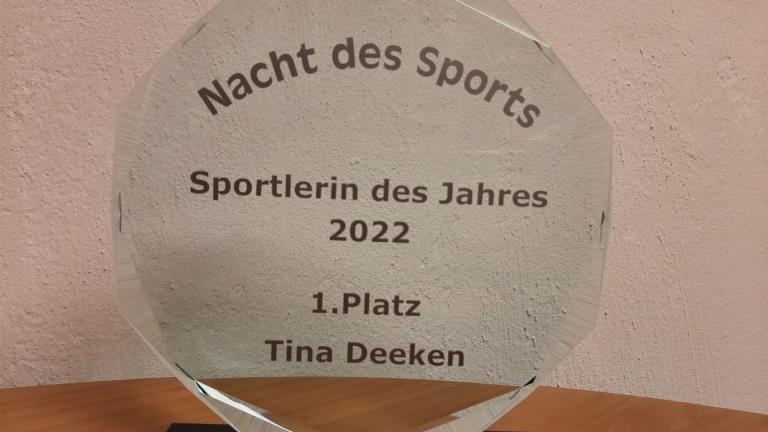 Nacht des Sports
Sportlerin des Jahres
2022
1.Platz
Tina Deeken